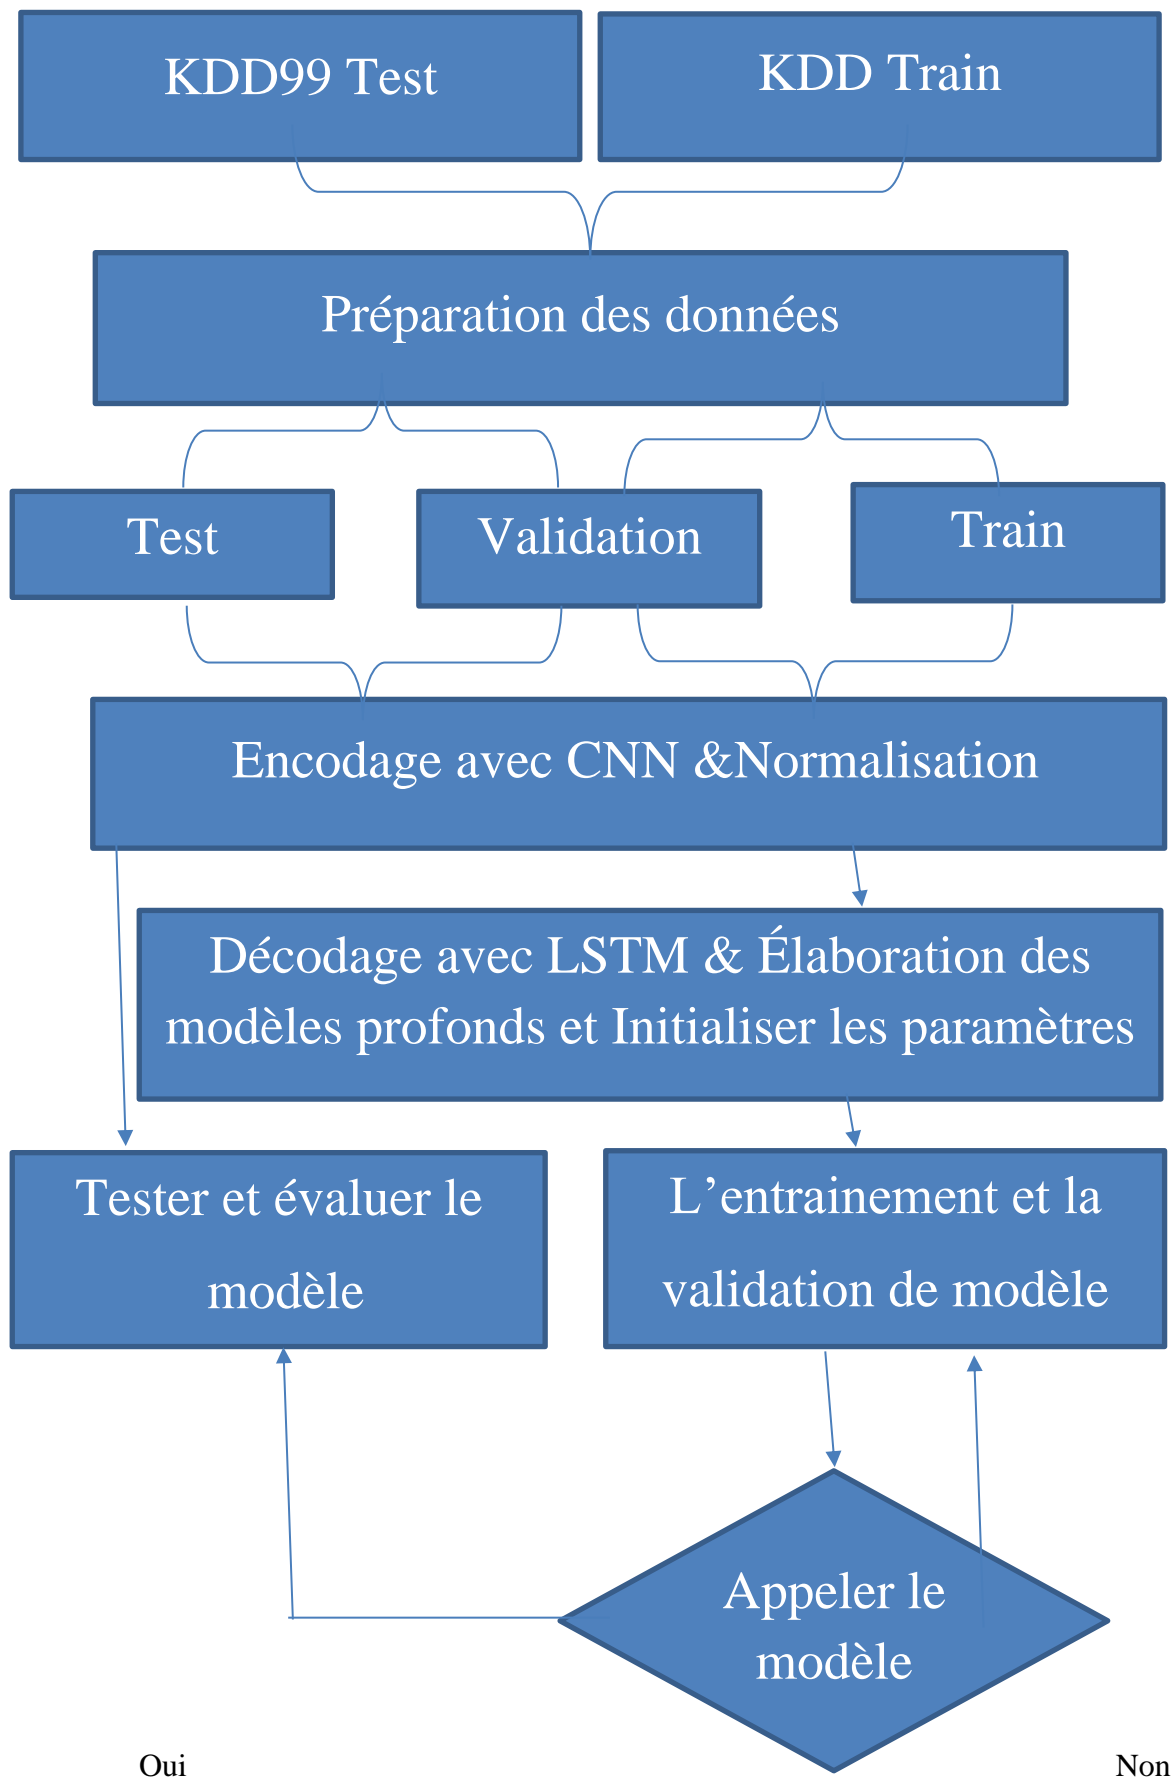 KDD99 Test
KDD Train
Préparation des données
Test
Validation
Train
Encodage avec CNN &Normalisation
Décodage avec LSTM & Élaboration des
modèles profonds et Initialiser les paramètres
Tester et évaluer le
modèle
L’entrainement et la
validation de modèle
Appeler le
modèle
Oui
Non